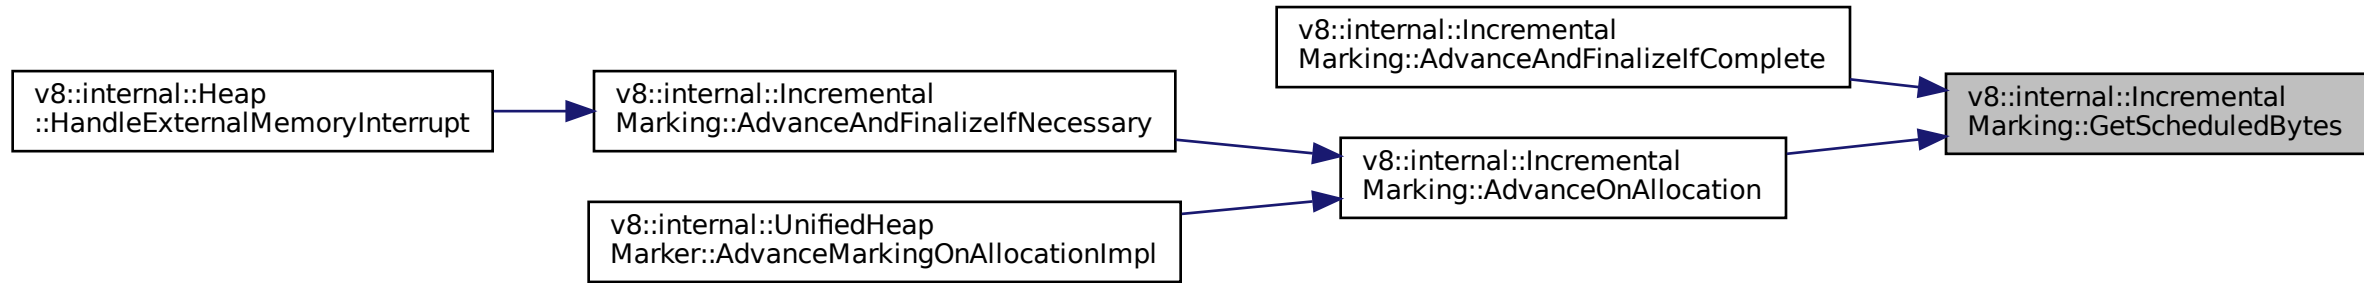 v8::internal::Heap
::HandleExternalMemoryInterrupt
v8::internal::Incremental
Marking::AdvanceAndFinalizeIfNecessary
v8::internal::UnifiedHeap
Marker::AdvanceMarkingOnAllocationImpl
v8::internal::Incremental
Marking::AdvanceAndFinalizeIfComplete
v8::internal::Incremental
Marking::AdvanceOnAllocation
v8::internal::Incremental
Marking::GetScheduledBytes